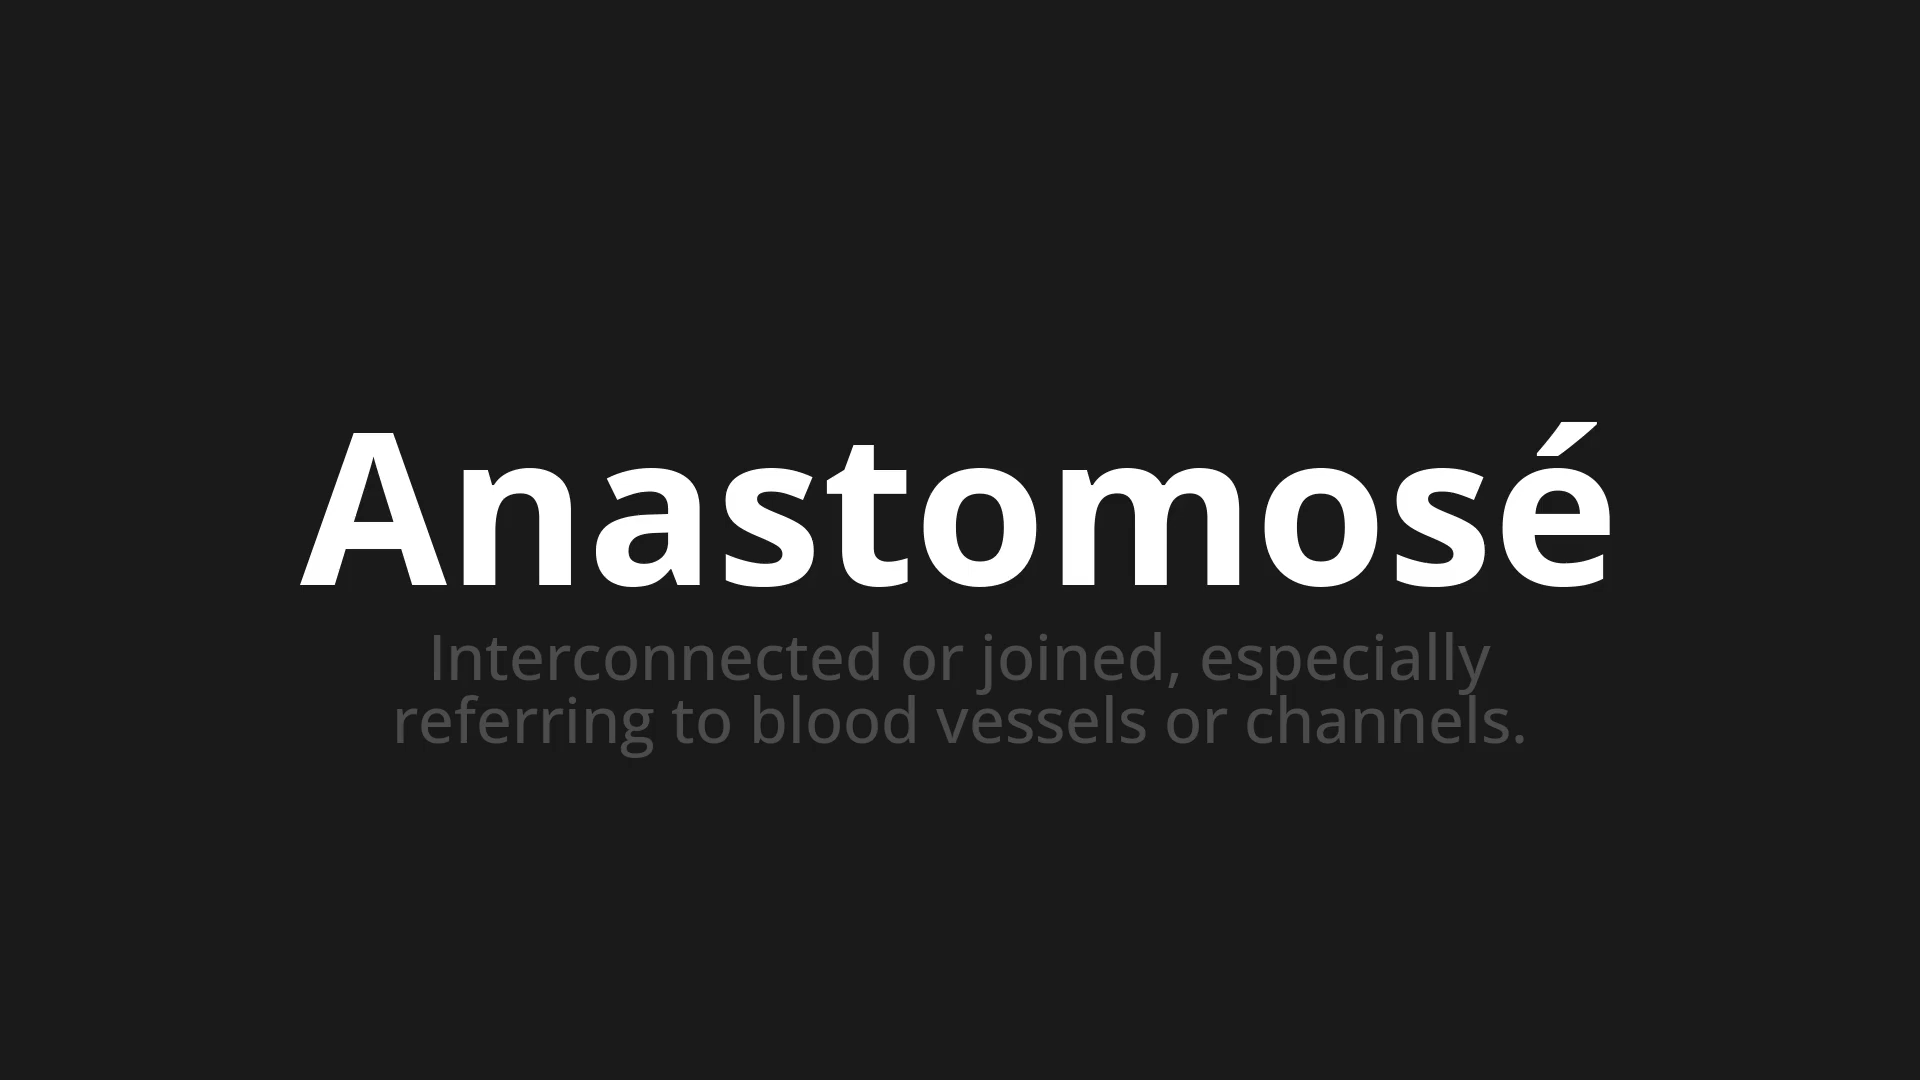 Anastomosé
Interconnected or joined, especially
referring to blood vessels or channels.